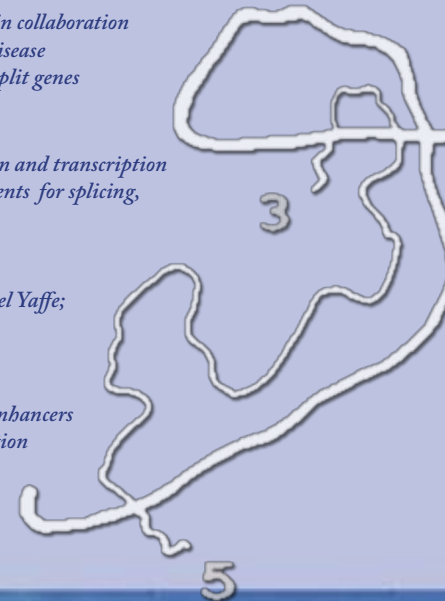 in collaboration
isease
plit genes
n and transcription
ents for splicing,
3
el Yaffe;
nhancers
ion
5